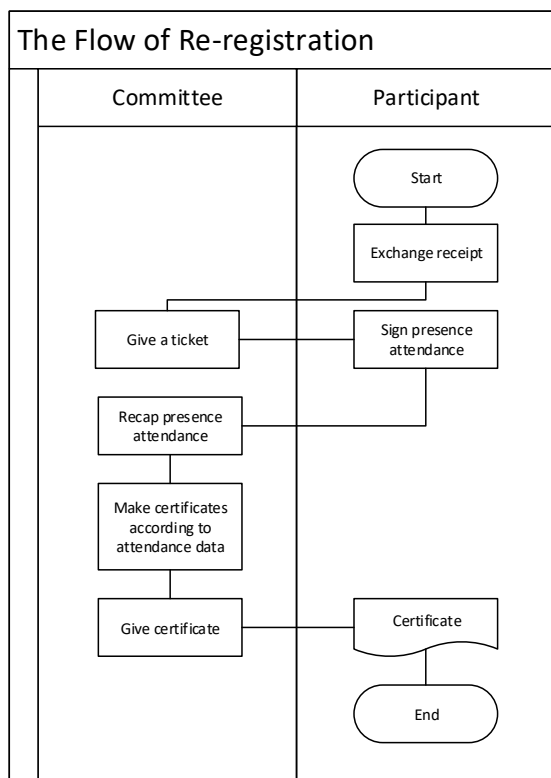 The Flow of Re-registration
Committee
Participant
Start
Exchange receipt
Give a ticket
Sign presence
attendance
Recap presence
attendance
Make certificates
according to
attendance data
Give certificate
Certificate
End